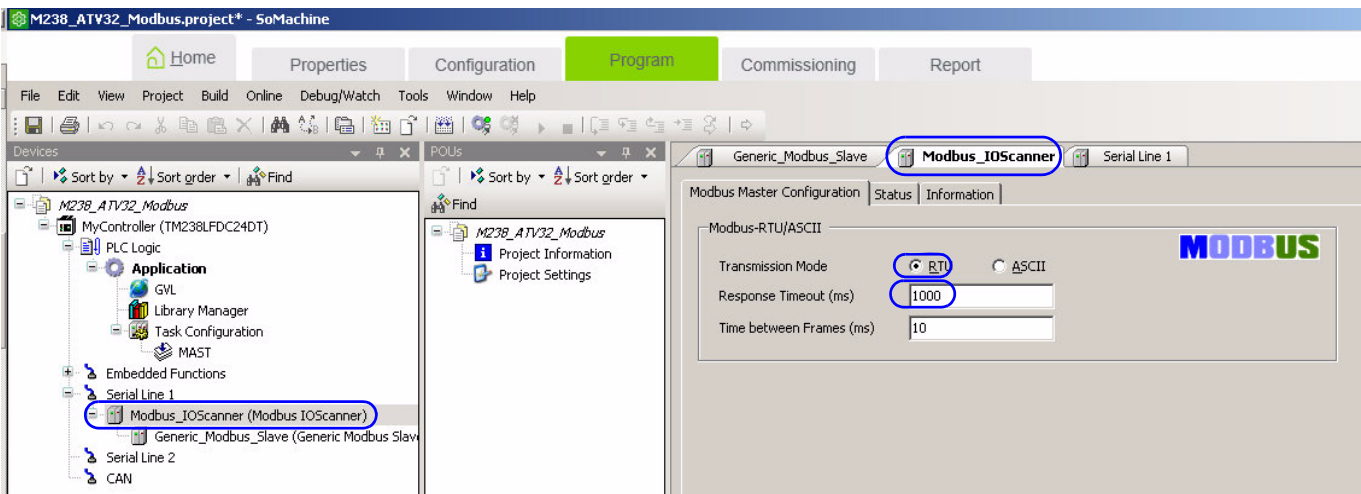 M238_ATV32_Modbus.project* - SoMachine
Home Properties Configuration Program Commissioning Report
File Edit View Project Build Online Debug/Watch Tools Window Help
Devices
Sort by Sort order Find
M238_ATV32_Modbus
MyController (TM238LFDC24DT)
PLC Logic
Application
GVL
Library Manager
Task Configuration
MAST
Embedded Functions
Serial Line 1
Modbus_IOScanner (Modbus IOScanner)
Generic_Modbus_Slave (Generic Modbus Slav
Serial Line 2
CAN
POUs
Sort by Sort order
Find
M238_ATV32_Modbus
Project Information
Project Settings
Generic_Modbus_Slave Modbus_IOScanner Serial Line 1
Modbus Master Configuration Status Information
Modbus-RTU/ASCII
MODBUS
Transmission Mode RTU ASCII
Response Timeout (ms) 1000
Time between Frames (ms) 10